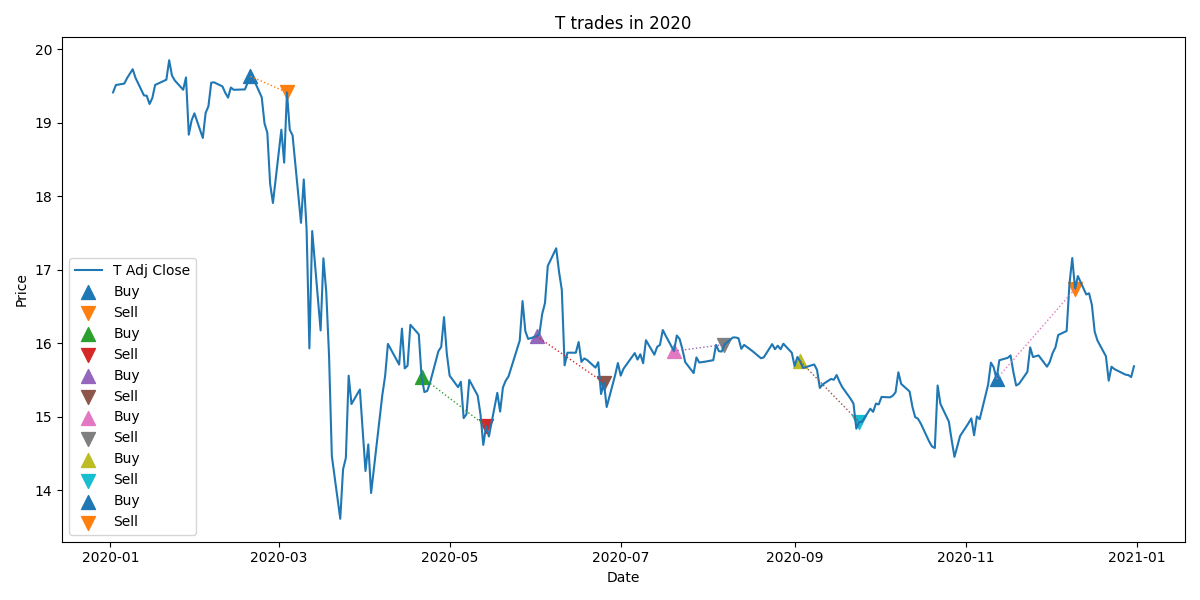 T trades in 2020
20
19
18
17
16
15
14
Price
T Adj Close
Buy
Sell
Buy
Sell
Buy
Sell
Buy
Sell
Buy
Sell
Buy
Sell
2020-01 2020-03 2020-05 2020-07 2020-09 2020-11 2021-01
Date